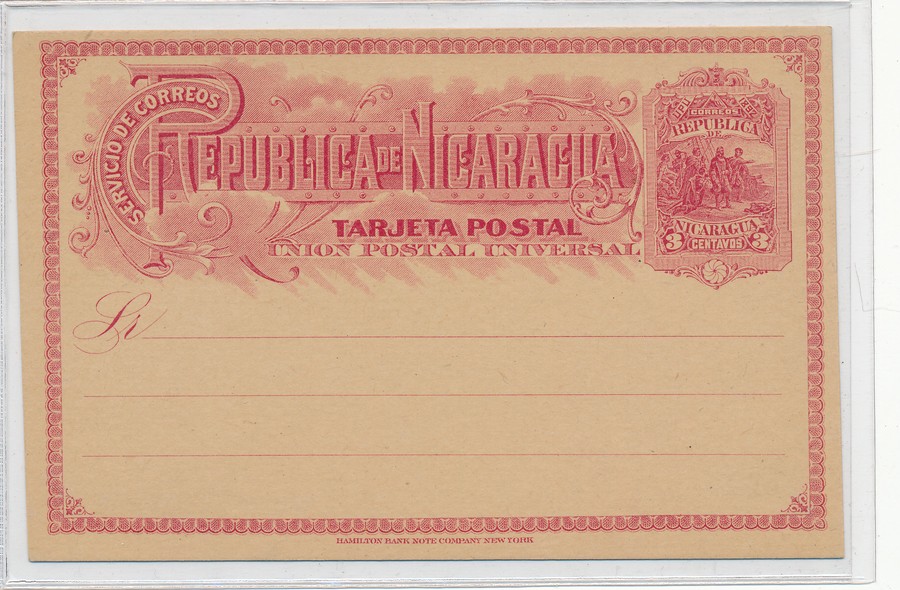 SERVICIO DE CORREOS
REPUBLICA DE NICARAGUA
TARJETA POSTAL
UNION POSTAL UNIVERSAL
CORREOS
REPUBLICA
DE
NICARAGUA
3 CENTAVOS 3
Sr
HAMILTON BANK NOTE COMPANY NEW YORK